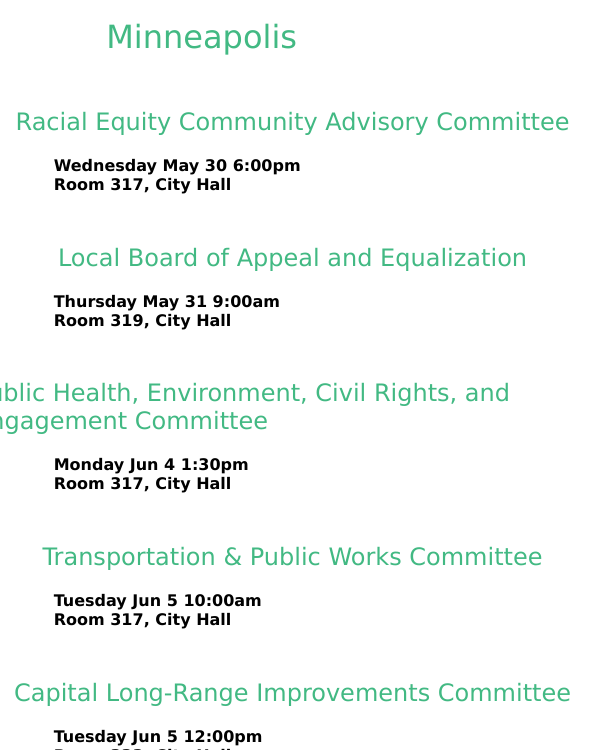 Minneapolis
Racial Equity Community Advisory Committee
Wednesday May 30 6:00pm
Room 317, City Hall
Local Board of Appeal and Equalization
Thursday May 31 9:00am
Room 319, City Hall
Health, Environment, Civil Rights, and
Committee
Monday Jun 4 1:30pm
Room 317, City Hall
Transportation & Public Works Committee
Tuesday Jun 5 10:00am
Room 317, City Hall
Capital Long-Range Improvements Committee
Tuesday Jun 5 12:00pm